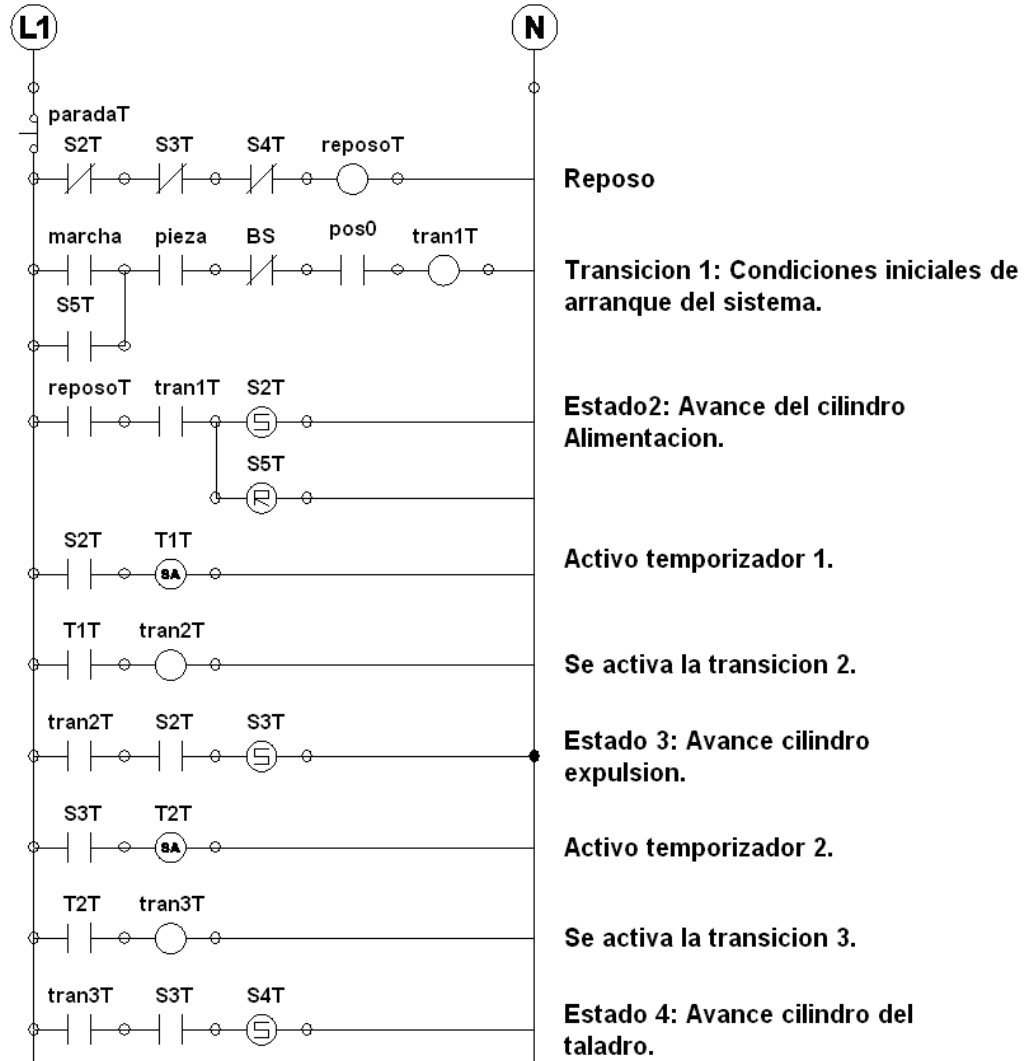 L1 N
paradaT
S2T S3T S4T reposoT
Reposo
marcha pieza BS pos0 tran1T
Transicion 1: Condiciones iniciales de
arranque del sistema.
S5T
reposoT tran1T S2T
S
Estado2: Avance del cilindro
Alimentacion.
S5T
R
S2T T1T
SA
Activo temporizador 1.
T1T tran2T
Se activa la transicion 2.
tran2T S2T S3T
S
Estado 3: Avance cilindro
expulsion.
S3T T2T
SA
Activo temporizador 2.
T2T tran3T
Se activa la transicion 3.
tran3T S3T S4T
S
Estado 4: Avance cilindro del
taladro.